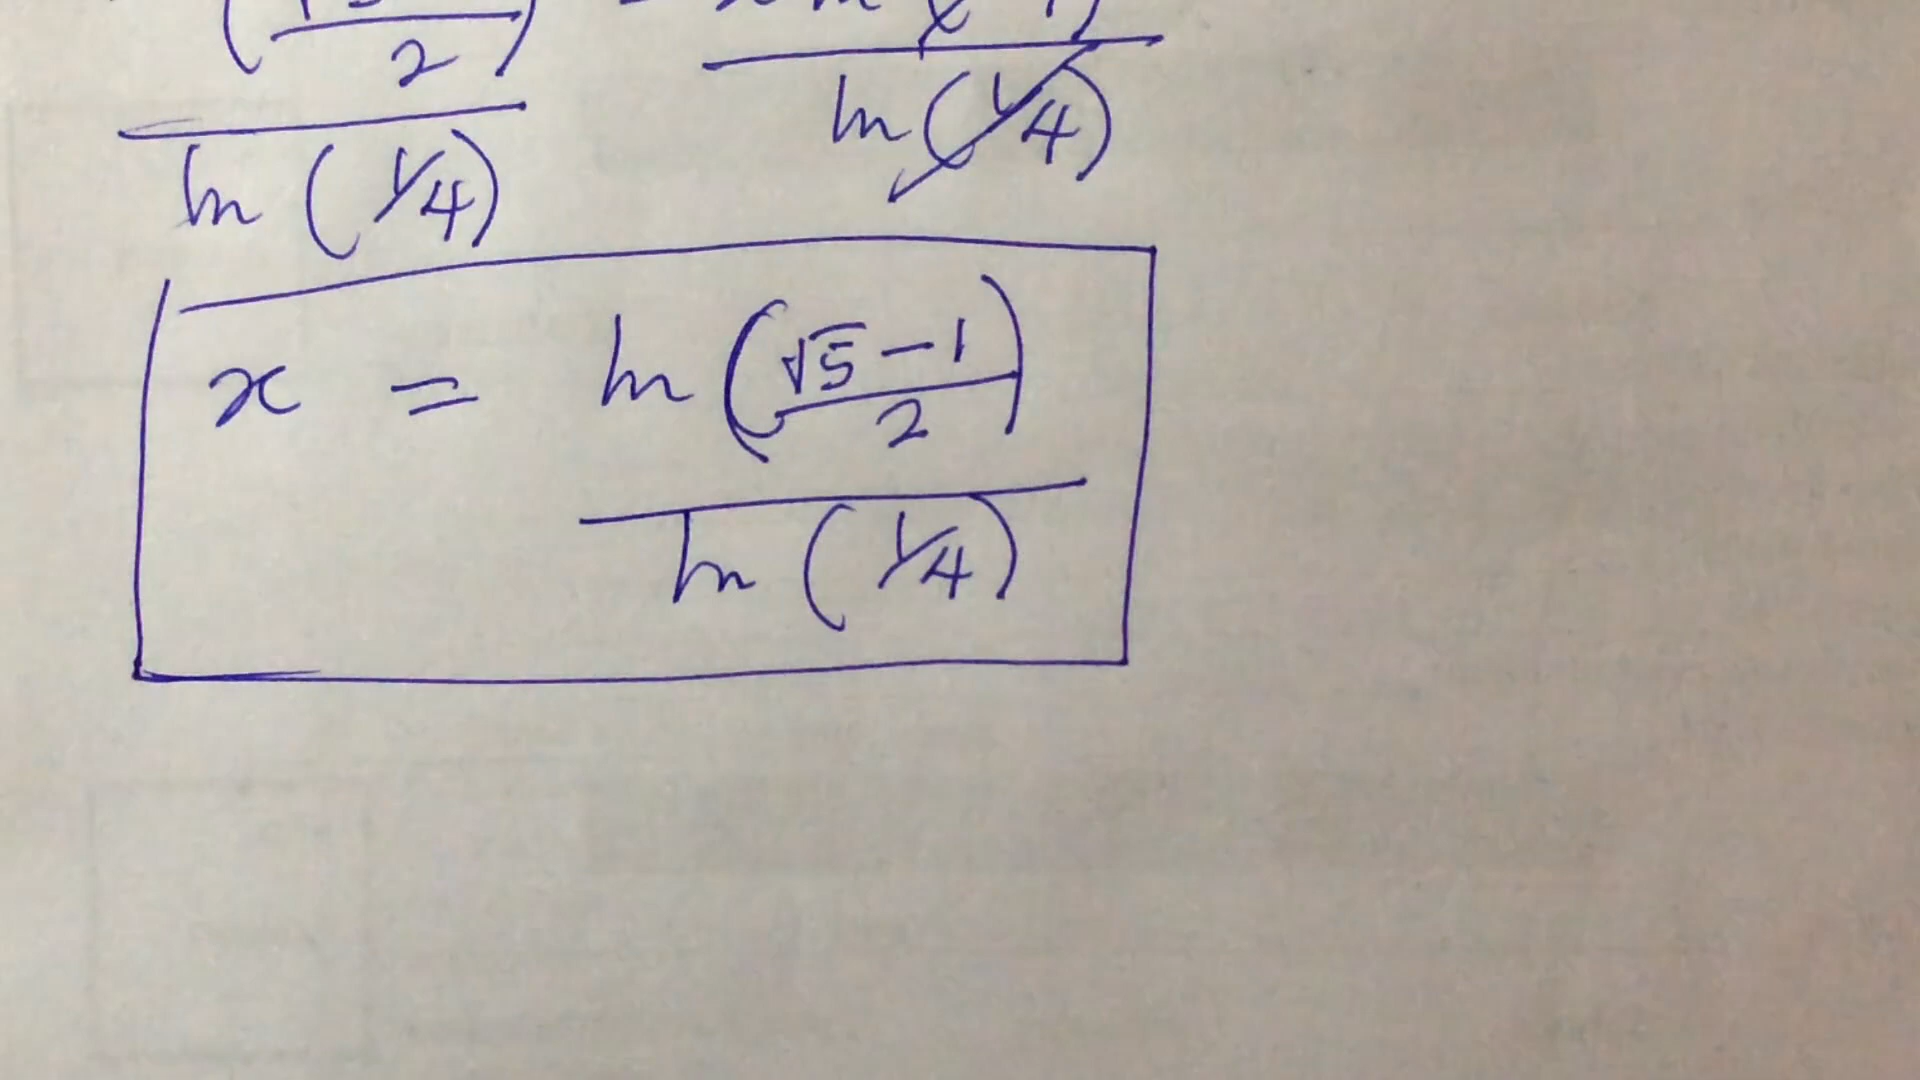 2
ln (1/4) ln (1/4)
x = ln ((√5 - 1)/2) / ln (1/4)